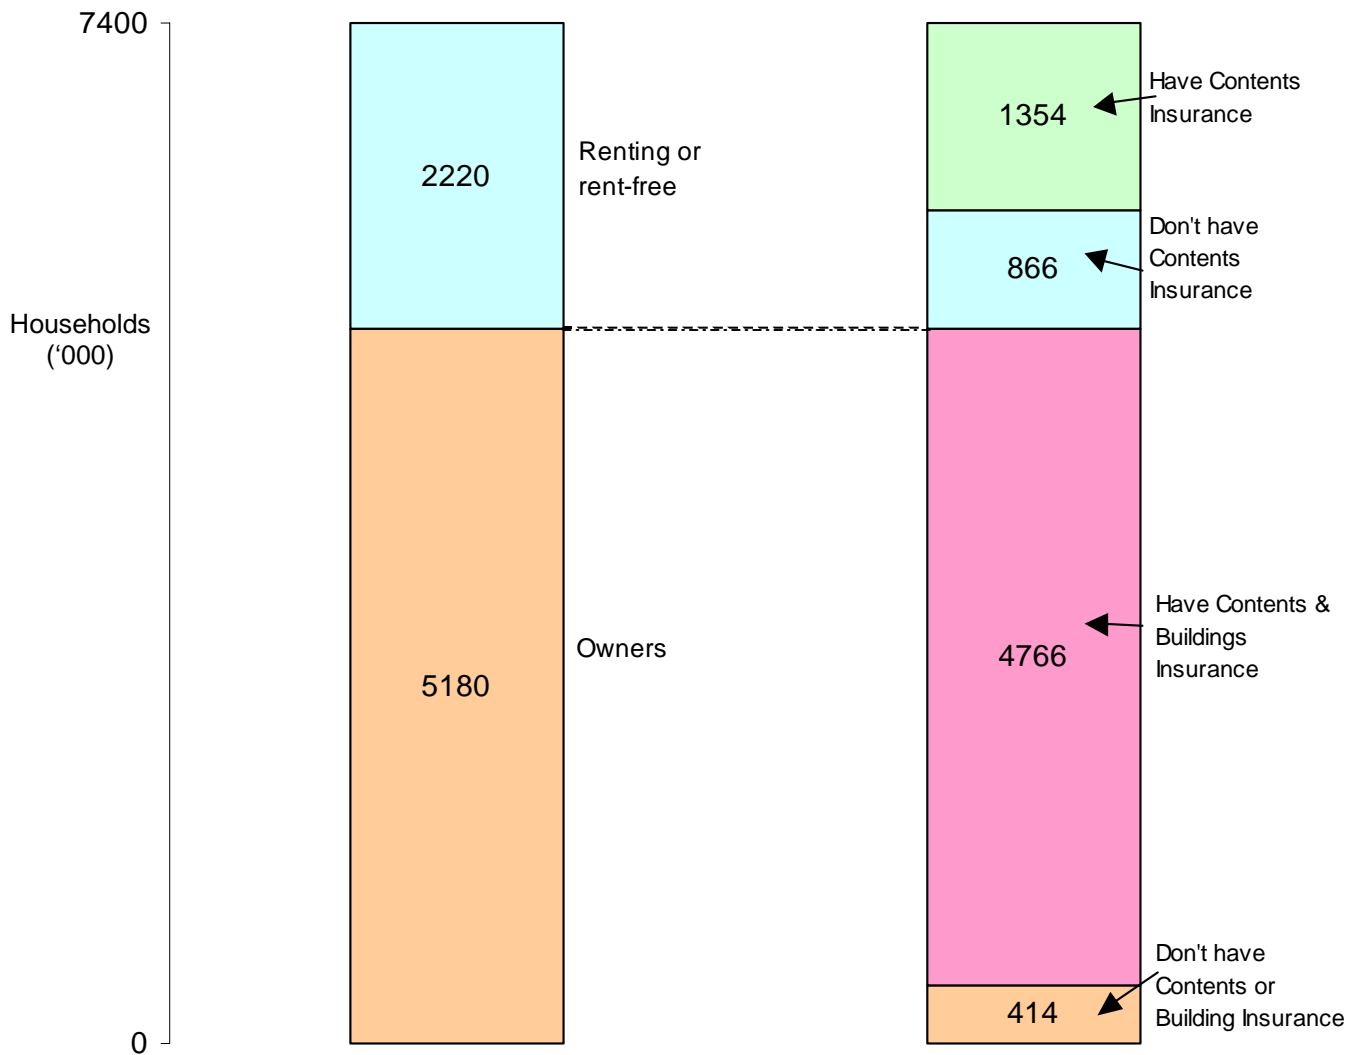 7400
Have Contents
Insurance
1354
Renting or
rent-free
2220
Don't have
Contents
Insurance
866
Households
(‘000)
Have Contents &
Buildings
Insurance
4766
Owners
5180
Don't have
Contents or
Building Insurance
414
0